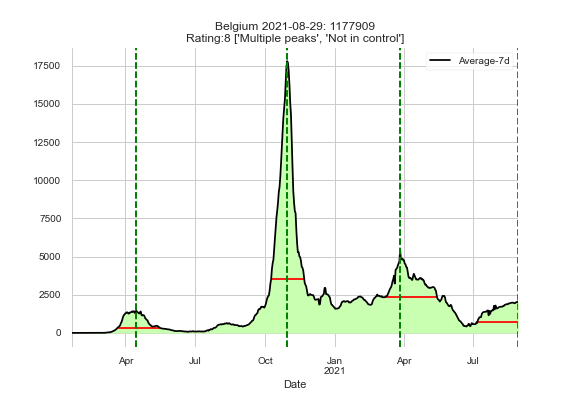 Belgium 2021-08-29: 1177909
Rating:8 ['Multiple peaks', 'Not in control']
Average-7d
17500
15000
12500
10000
7500
5000
2500
0
Apr
Jul
Oct
Jan
2021
Apr
Jul
Date